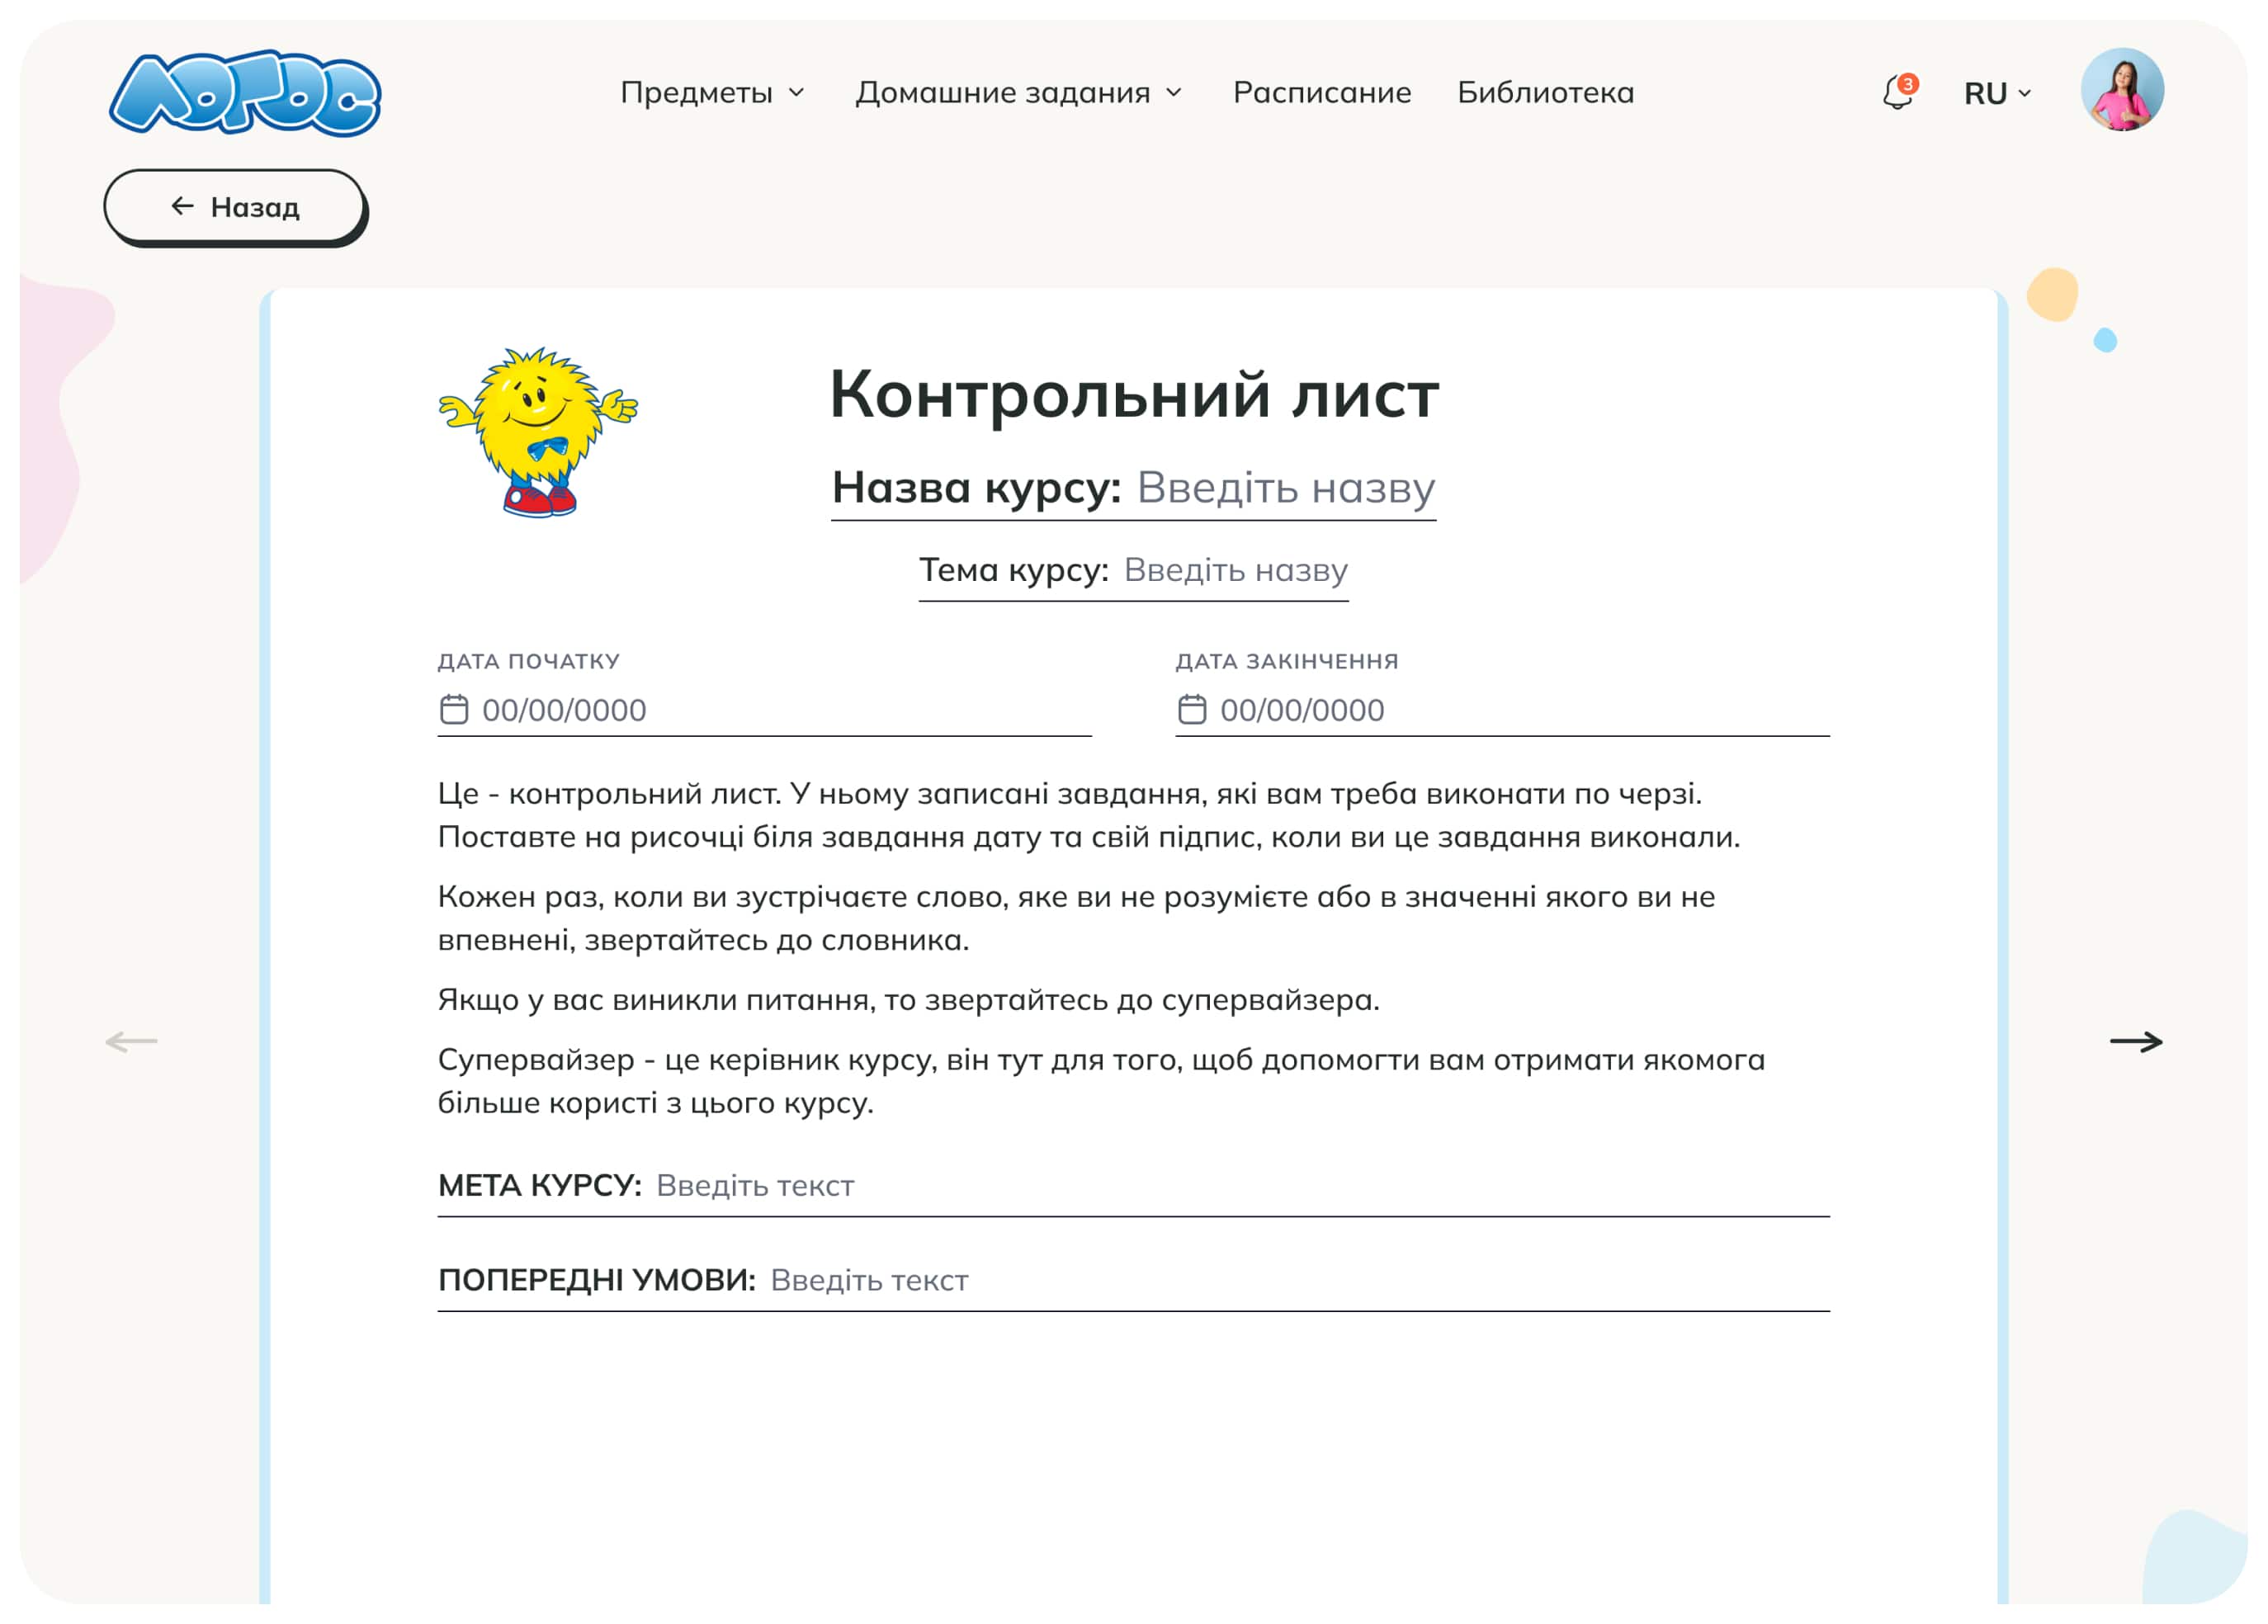 ЛОГОС
Предметы
Домашние задания
Расписание
Библиотека
3
RU
Назад
Контрольний лист
Назва курсу: Введіть назву
Тема курсу: Введіть назву
ДАТА ПОЧАТКУ
ДАТА ЗАКІНЧЕННЯ
00/00/0000
00/00/0000
Це - контрольний лист. У ньому записані завдання, які вам треба виконати по черзі.
Поставте на рисочці біля завдання дату та свій підпис, коли ви це завдання виконали.
Кожен раз, коли ви зустрічаєте слово, яке ви не розумієте або в значенні якого ви не
впевнені, звертайтесь до словника.
Якщо у вас виникли питання, то звертайтесь до супервайзера.
Супервайзер - це керівник курсу, він тут для того, щоб допомогти вам отримати якомога
більше користі з цього курсу.
МЕТА КУРСУ: Введіть текст
ПОПЕРЕДНІ УМОВИ: Введіть текст